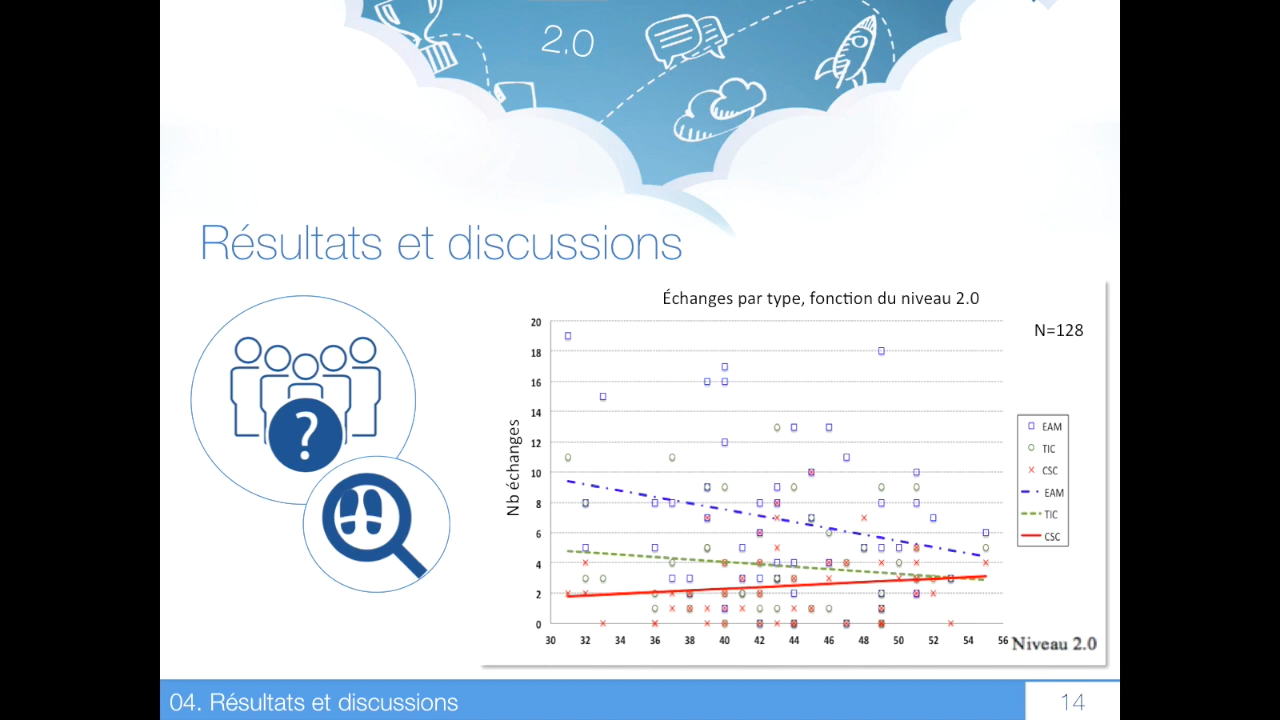 2.0
Résultats et discussions
?
Échanges par type, fonction du niveau 2.0
N=128
Nb échanges
20
18
16
14
12
10
8
6
4
2
0
30 32 34 36 38 40 42 44 46 48 50 52 54 56
Niveau 2.0
EAM
TIC
CSC
EAM
TIC
CSC
04. Résultats et discussions
14